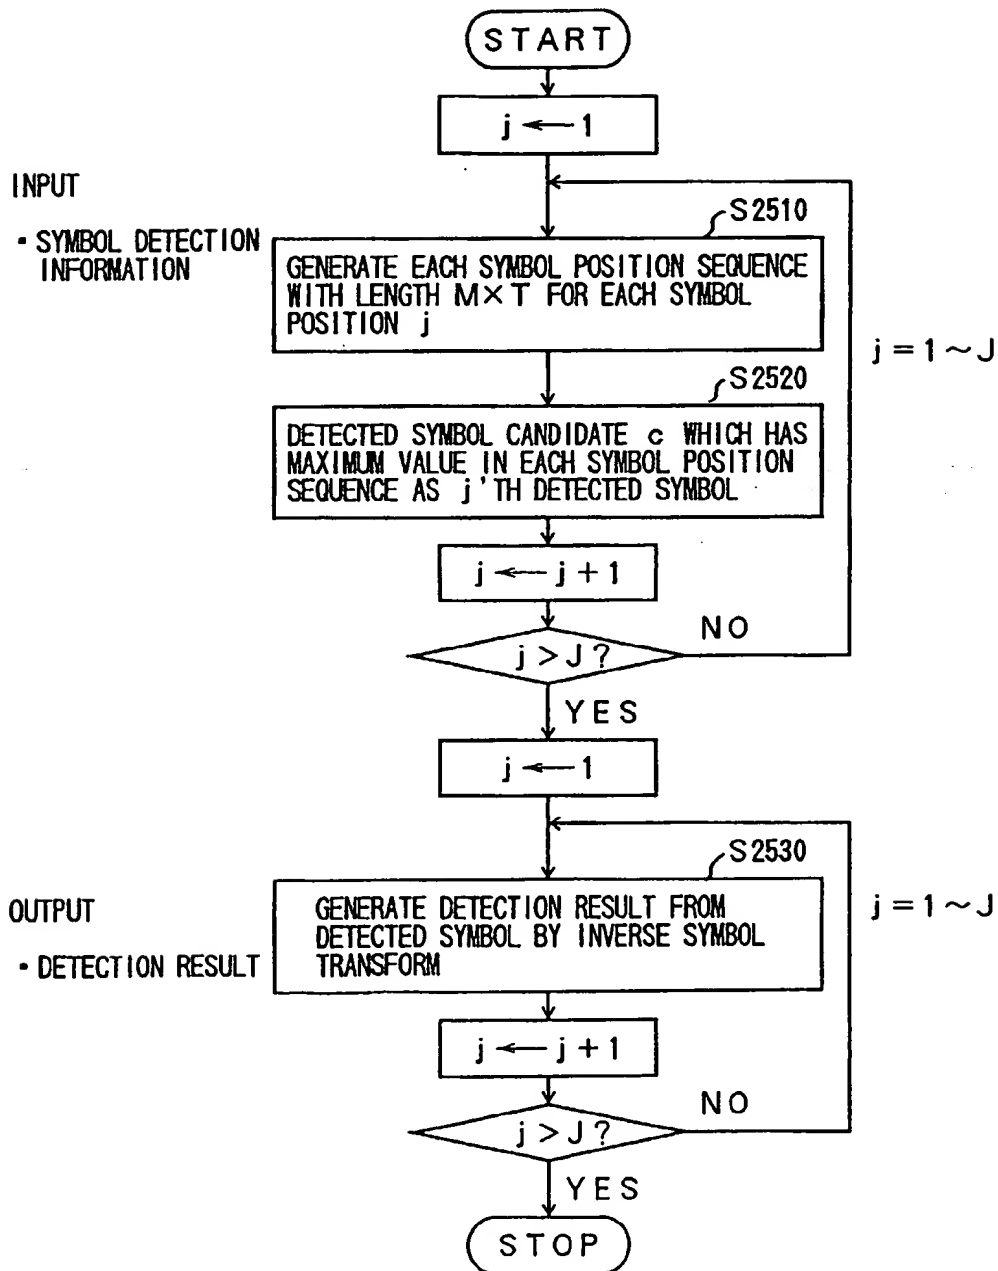 START
j ← 1
INPUT
・SYMBOL DETECTION
INFORMATION
S2510
GENERATE EACH SYMBOL POSITION SEQUENCE
WITH LENGTH M×T FOR EACH SYMBOL
POSITION j
j = 1 ~ J
S2520
DETECTED SYMBOL CANDIDATE c WHICH HAS
MAXIMUM VALUE IN EACH SYMBOL POSITION
SEQUENCE AS j'TH DETECTED SYMBOL
j ← j + 1
j > J ?
NO
YES
j ← 1
S2530
OUTPUT
・DETECTION RESULT
GENERATE DETECTION RESULT FROM
DETECTED SYMBOL BY INVERSE SYMBOL
TRANSFORM
j = 1 ~ J
j ← j + 1
j > J ?
NO
YES
STOP